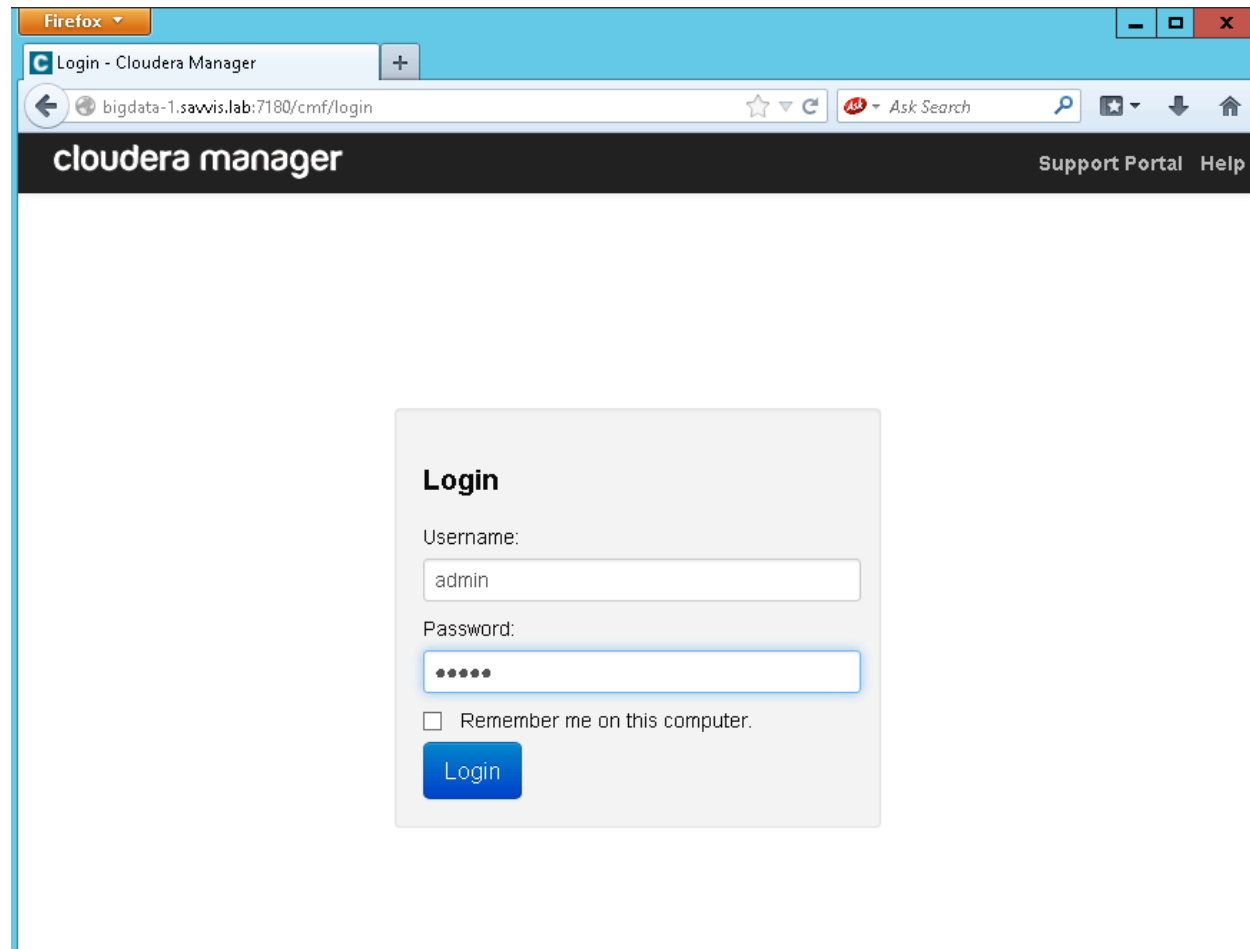 Firefox
Login - Cloudera Manager
bigdata-1.savvis.lab:7180/cmf/login
Ask
Ask Search
cloudera manager
Support Portal Help
Login
Username:
admin
Password:
Remember me on this computer.
Login